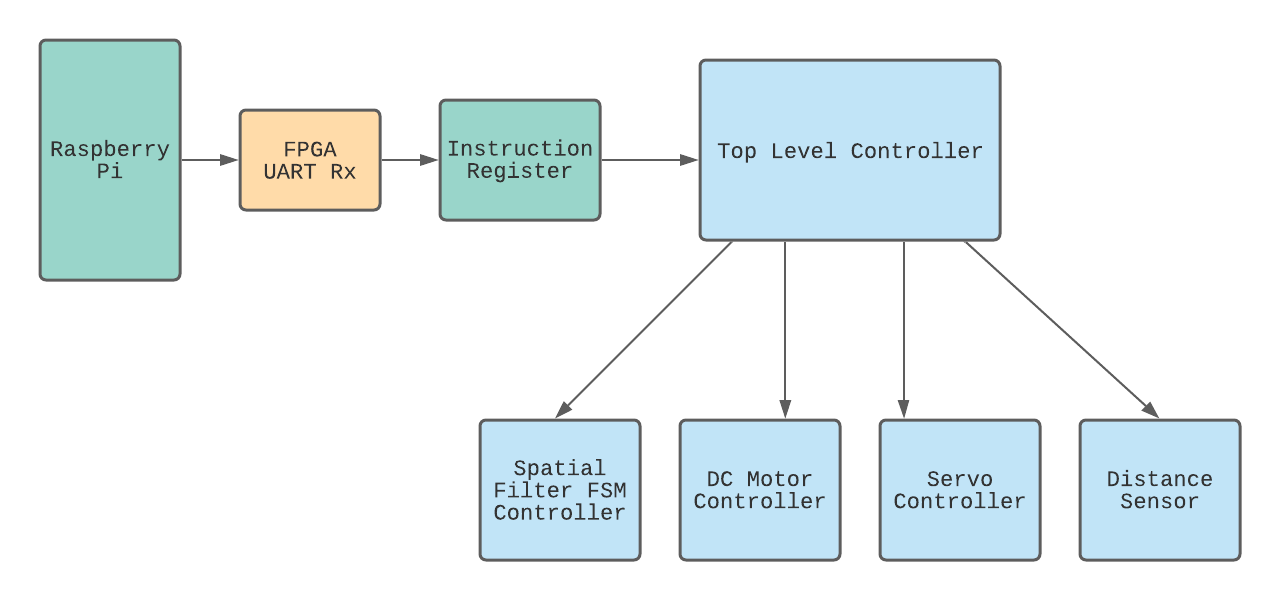 Raspberry
Pi
FPGA
UART Rx
Instruction
Register
Top Level Controller
Spatial
Filter FSM
Controller
DC Motor
Controller
Servo
Controller
Distance
Sensor